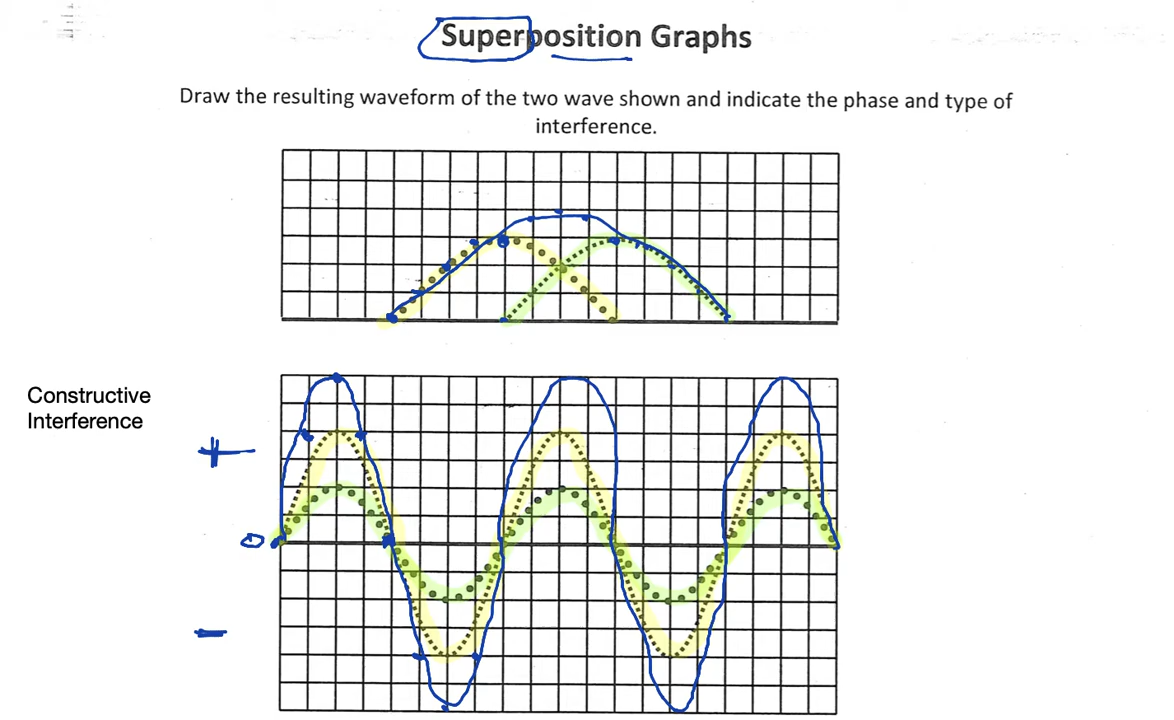 Superposition Graphs
Draw the resulting waveform of the two wave shown and indicate the phase and type of
interference.
Constructive
Interference
+
0
-